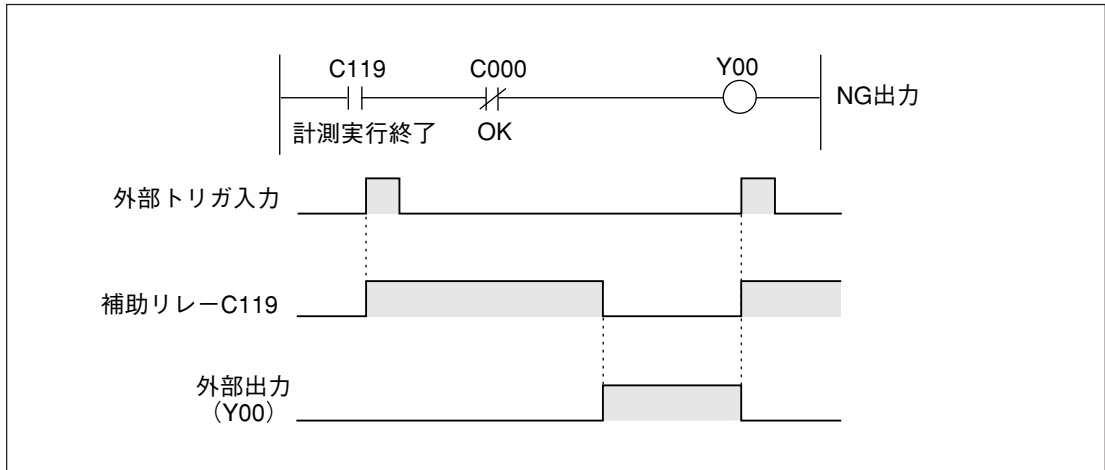 C119 C000 Y00
NG出力
計測実行終了 OK
外部トリガ入力
補助リレーC119
外部出力
（Y00）